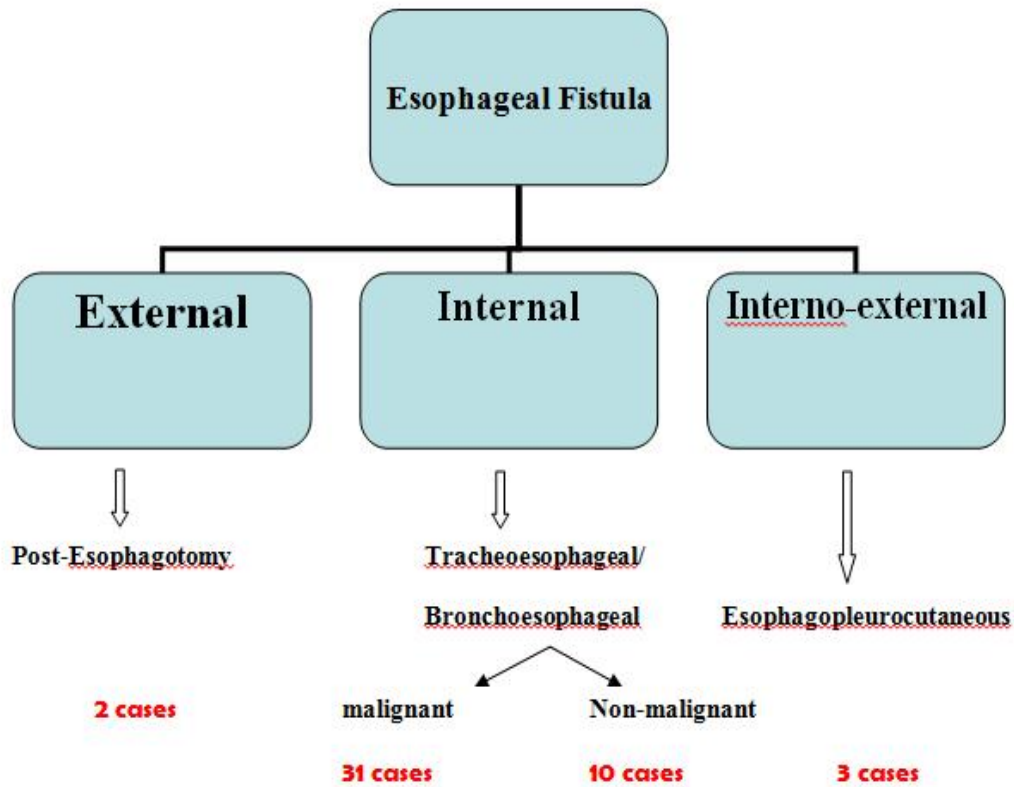 Esophageal Fistula
External
Internal
Interno-external
Post-Esophagotomy
Tracheoesophageal/
Bronchoesophageal
Esophagopleurocutaneous
2 cases
malignant
Non-malignant
31 cases
10 cases
3 cases